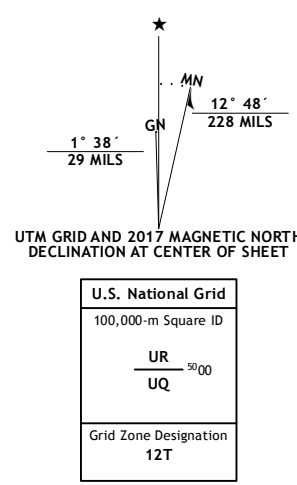 ★
MN
12° 48´
228 MILS
GN
1° 38´
29 MILS
UTM GRID AND 2017 MAGNETIC NORTH
DECLINATION AT CENTER OF SHEET
U.S. National Grid
100,000-m Square ID
UR
5000
UQ
Grid Zone Designation
12T